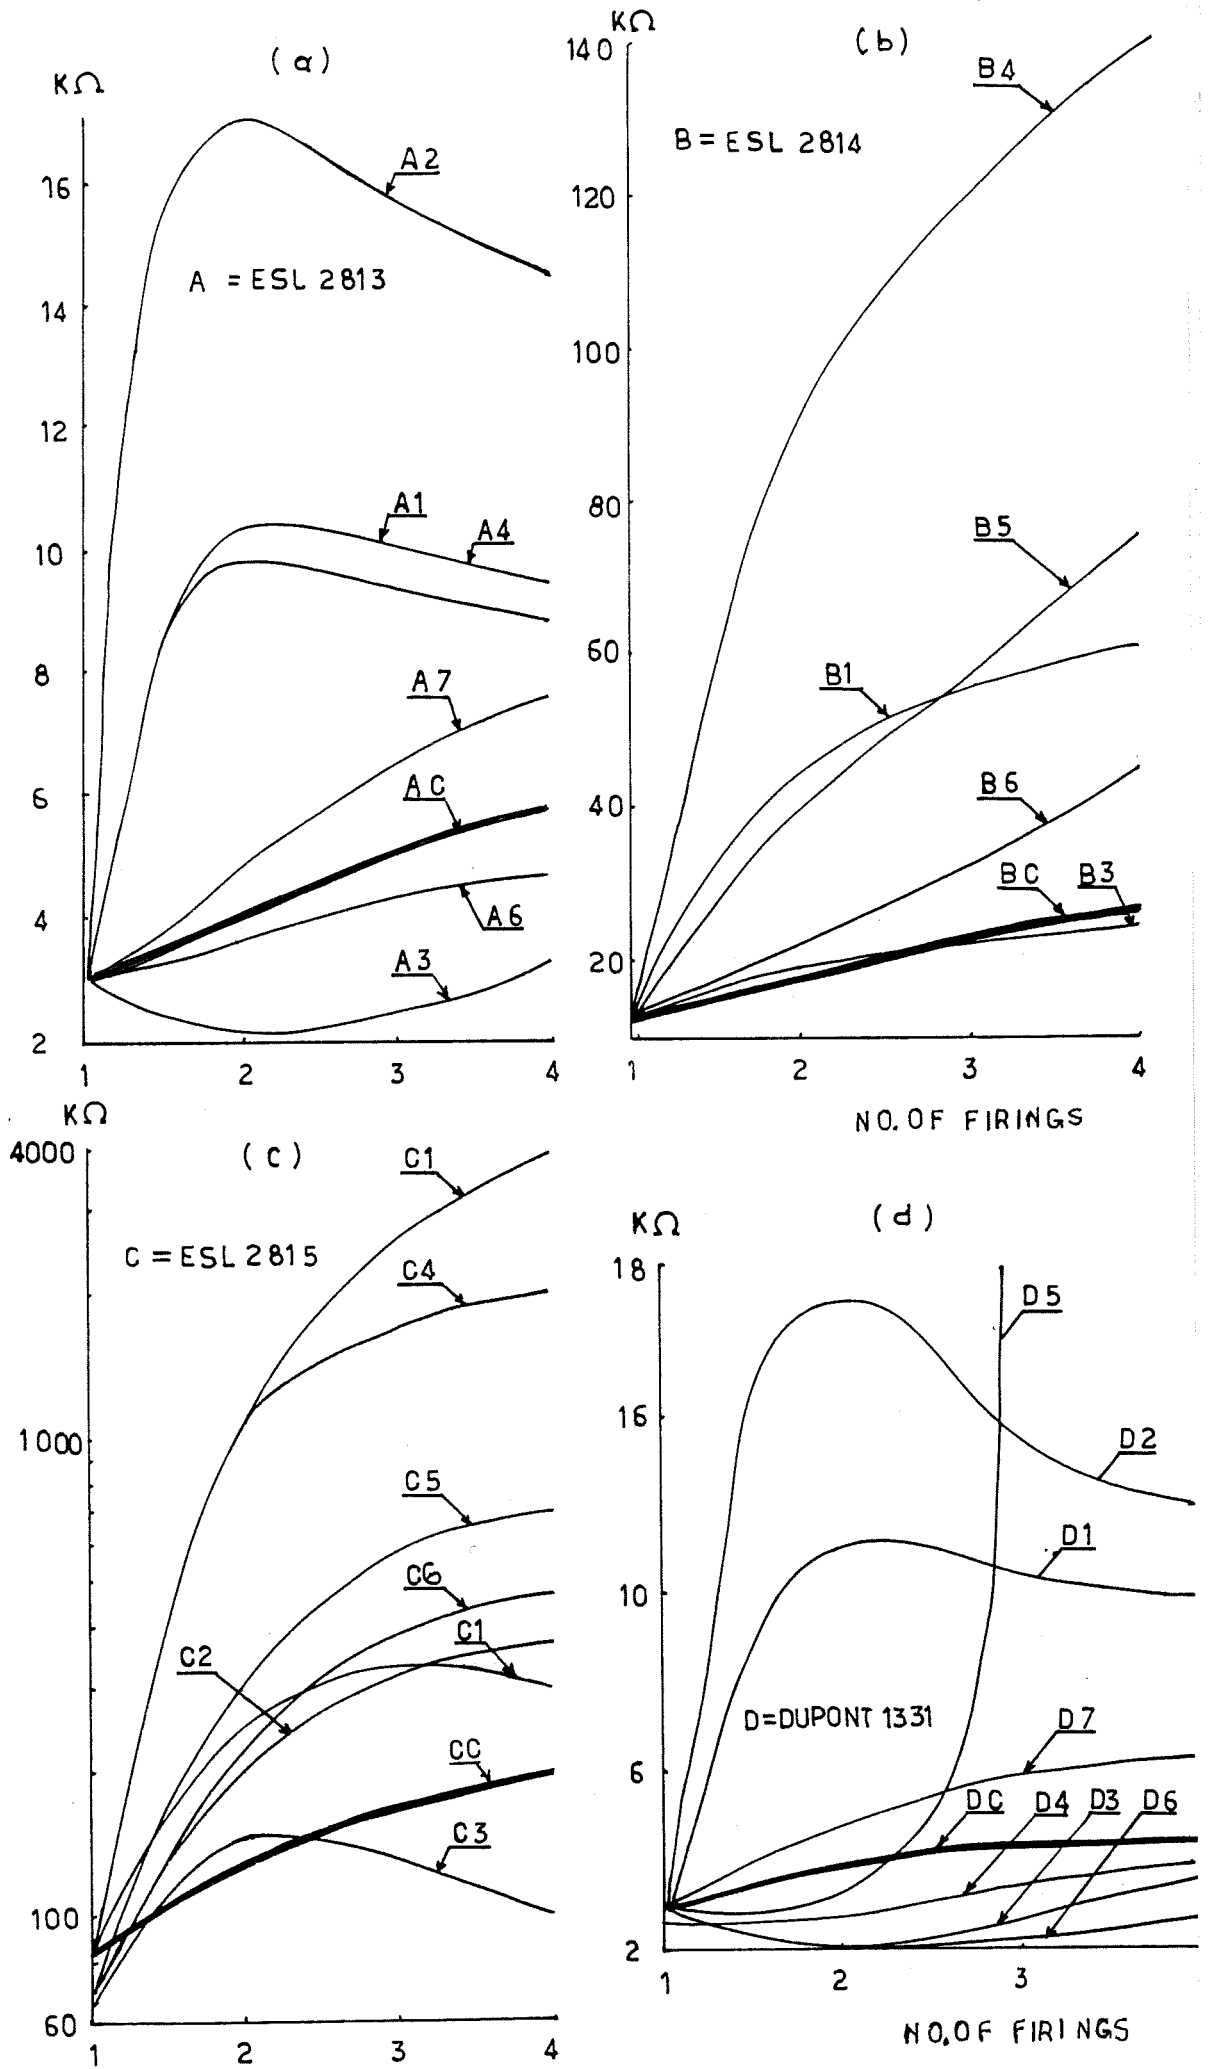 (a)
KΩ
16
14
12
10
8
6
4
2
1 2 3 4
A = ESL 2813
A2
A1
A4
A7
AC
A6
A3
(b)
KΩ
140
120
100
80
60
40
20
1 2 3 4
NO. OF FIRINGS
B = ESL 2814
B4
B5
B1
B6
BC
B3
(c)
KΩ
4000
1000
100
60
1 2 3 4
C = ESL 2815
C1
C4
C5
C6
C1
C2
CC
C3
(d)
KΩ
18
16
10
6
2
1 2 3
NO. OF FIRINGS
D=DUPONT 1331
D5
D2
D1
D7
DC
D4
D3
D6